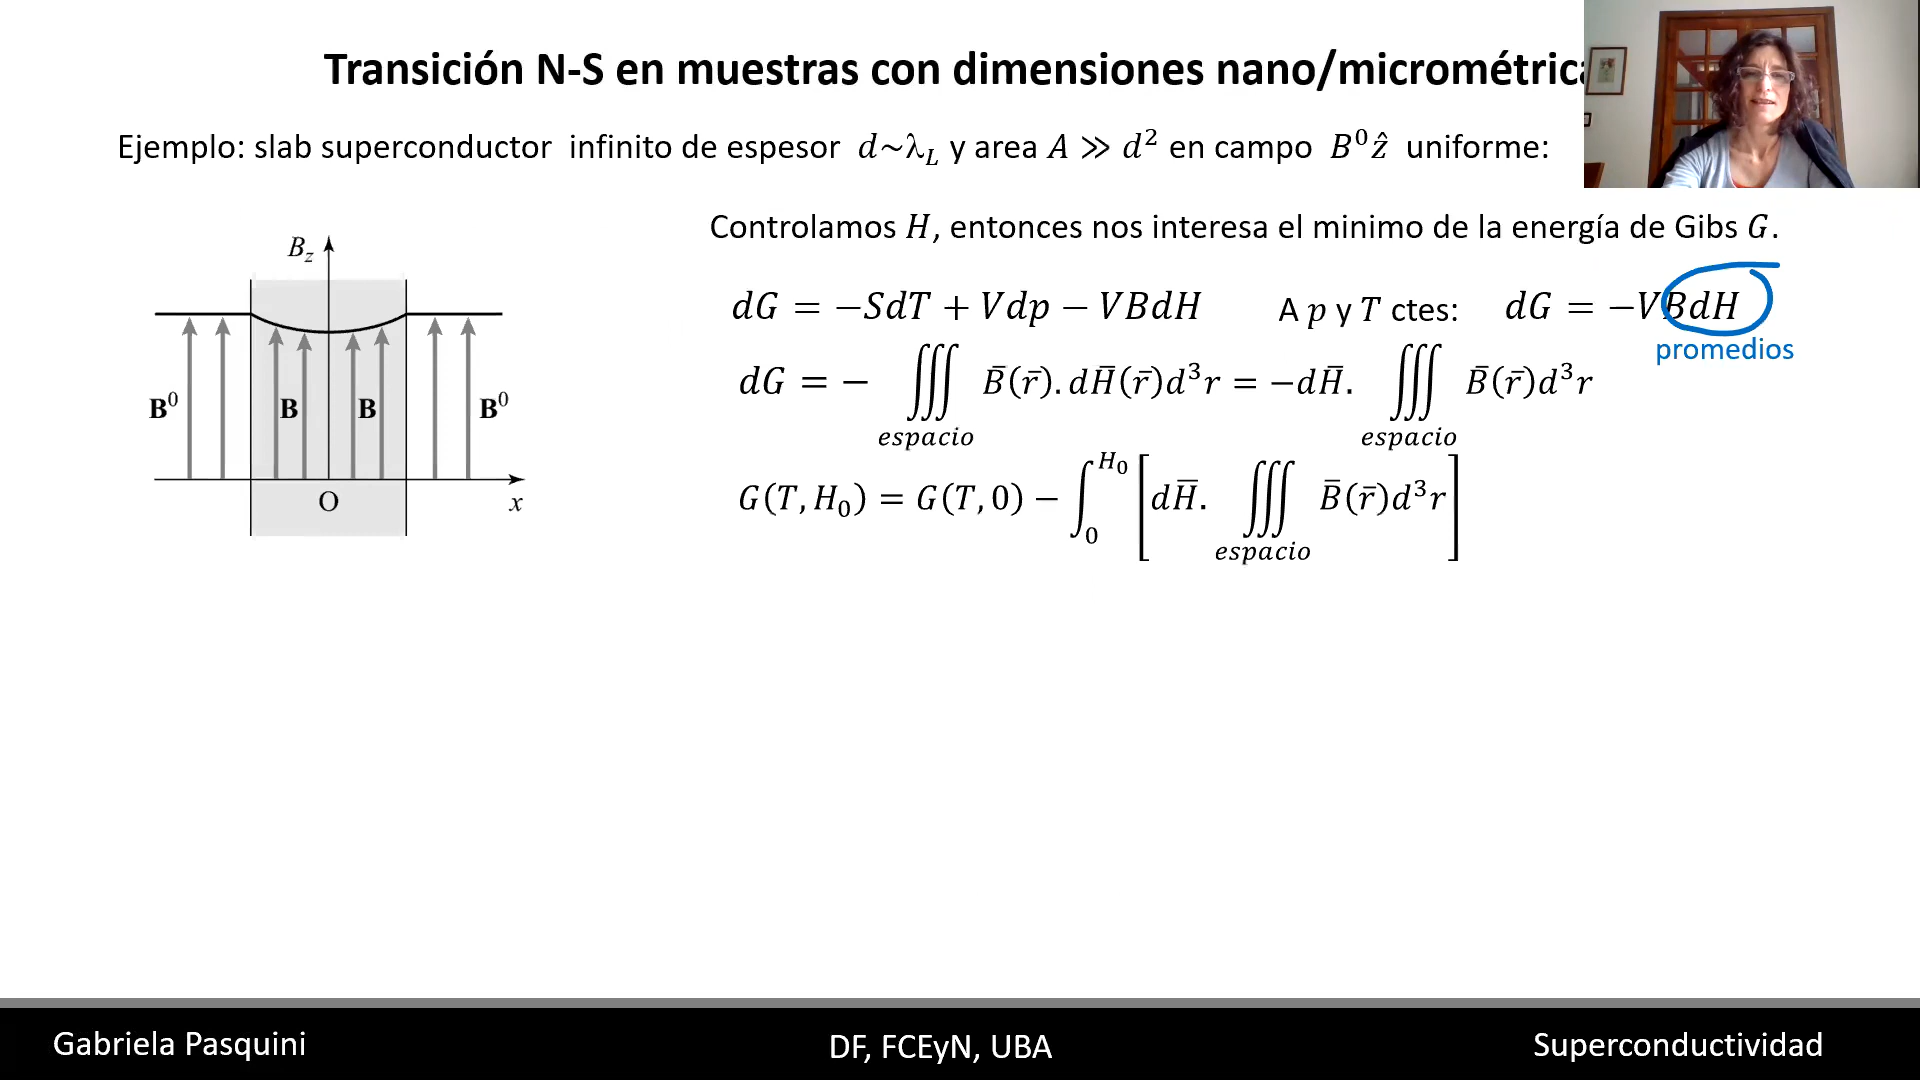 Transición N-S en muestras con dimensiones nano/micrométrica
Ejemplo: slab superconductor infinito de espesor d~λ_L y area A ≫ d² en campo B⁰ẑ uniforme:
Controlamos H, entonces nos interesa el minimo de la energía de Gibs G.
dG = −SdT + Vdp − VBdH A p y T ctes: dG = −VBdH
promedios
dG = − ∭_espacio B̄(r̄).dH̄(r̄)d³r = −dH̄. ∭_espacio B̄(r̄)d³r
G(T, H₀) = G(T, 0) − ∫₀^H₀ [dH̄. ∭_espacio B̄(r̄)d³r]
B_z
B⁰ B B B⁰
O x
Gabriela Pasquini DF, FCEyN, UBA Superconductividad